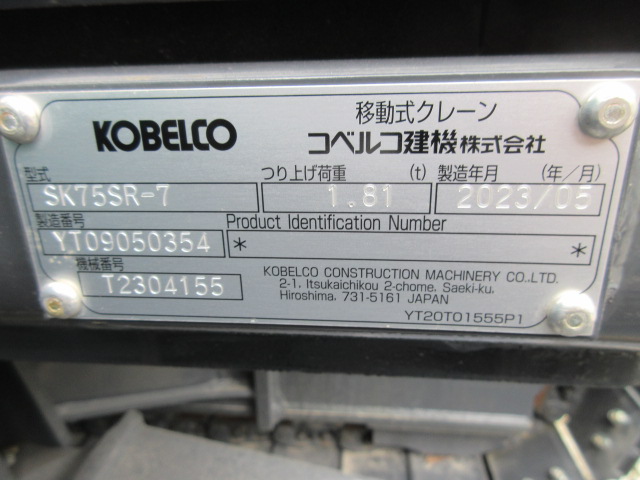 KOBELCO
移動式クレーン
コベルコ建機株式会社
型式 つり上げ荷重 (t) 製造年月 (年/月)
SK75SR-7 1.81 2023/05
製造番号 Product Identification Number
YT09050354 * *
機械番号
T2304155
KOBELCO CONSTRUCTION MACHINERY CO.,LTD.
2-1, Itsukaichikou 2-chome. Saeki-ku,
Hiroshima, 731-5161 JAPAN
YT20T01555P1